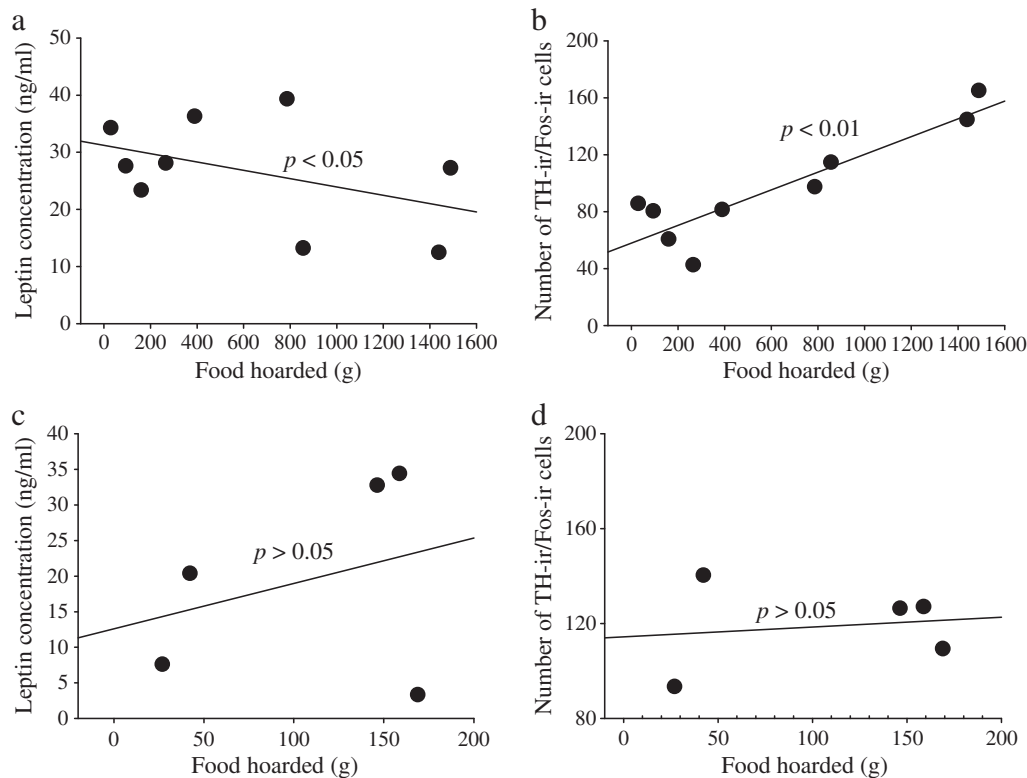 a
Leptin concentration (ng/ml)
50
40
30
20
10
0
p < 0.05
0 200 400 600 800 1000 1200 1400 1600
Food hoarded (g)
b
Number of TH-ir/Fos-ir cells
200
160
120
80
40
0
p < 0.01
0 200 400 600 800 1000 1200 1400 1600
Food hoarded (g)
c
Leptin concentration (ng/ml)
40
35
30
25
20
15
10
5
0
p > 0.05
0 50 100 150 200
Food hoarded (g)
d
Number of TH-ir/Fos-ir cells
200
160
120
80
p > 0.05
0 50 100 150 200
Food hoarded (g)